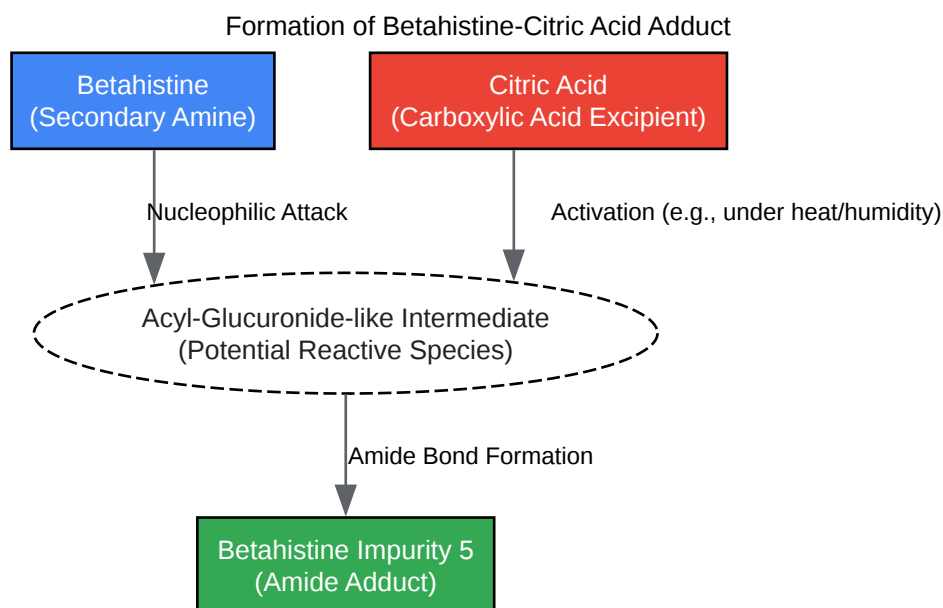 Formation of Betahistine-Citric Acid Adduct
Betahistine
(Secondary Amine)
Citric Acid
(Carboxylic Acid Excipient)
Nucleophilic Attack
Activation (e.g., under heat/humidity)
Acyl-Glucuronide-like Intermediate
(Potential Reactive Species)
Amide Bond Formation
Betahistine Impurity 5
(Amide Adduct)